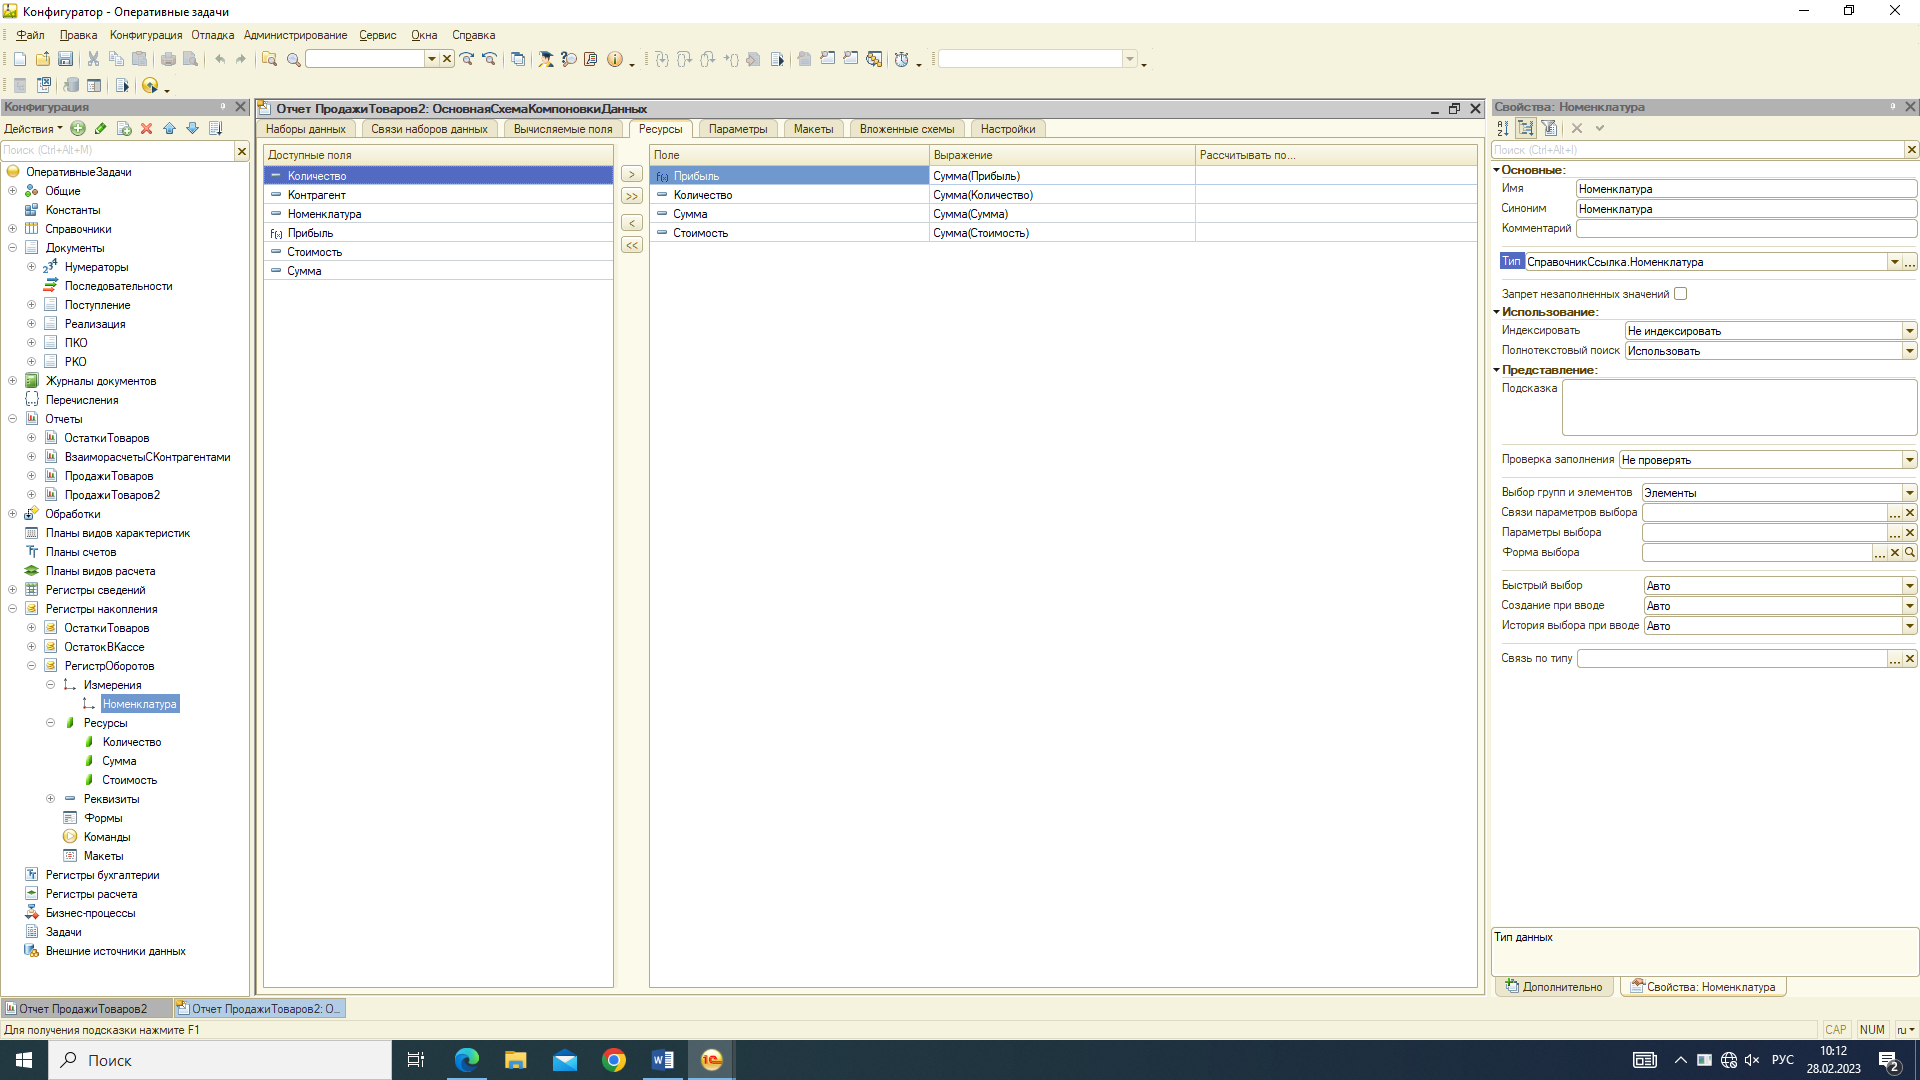 Конфигуратор - Оперативные задачи
Файл Правка Конфигурация Отладка Администрирование Сервис Окна Справка
Конфигурация
Действия
Поиск (Ctrl+Alt+M)
ОперативныеЗадачи
Общие
Константы
Справочники
Документы
Нумераторы
Последовательности
Поступление
Реализация
ПКО
РКО
Журналы документов
Перечисления
Отчеты
ОстаткиТоваров
ВзаиморасчетыСКонтрагентами
ПродажиТоваров
ПродажиТоваров2
Обработки
Планы видов характеристик
Планы счетов
Планы видов расчета
Регистры сведений
Регистры накопления
ОстаткиТоваров
ОстатокВКассе
РегистрОборотов
Измерения
Номенклатура
Ресурсы
Количество
Сумма
Стоимость
Реквизиты
Формы
Команды
Макеты
Регистры бухгалтерии
Регистры расчета
Бизнес-процессы
Задачи
Внешние источники данных
Отчет ПродажиТоваров2: ОсновнаяСхемаКомпоновкиДанных
Наборы данных Связи наборов данных Вычисляемые поля Ресурсы Параметры Макеты Вложенные схемы Настройки
Доступные поля
Количество
Контрагент
Номенклатура
f(x) Прибыль
Стоимость
Сумма
>
>>
<
<<
Поле Выражение Рассчитывать по...
f(x) Прибыль Сумма(Прибыль)
Количество Сумма(Количество)
Сумма Сумма(Сумма)
Стоимость Сумма(Стоимость)
Свойства: Номенклатура
Поиск (Ctrl+Alt+I)
Основные:
Имя Номенклатура
Синоним Номенклатура
Комментарий
Тип СправочникСсылка.Номенклатура
Запрет незаполненных значений
Использование:
Индексировать Не индексировать
Полнотекстовый поиск Использовать
Представление:
Подсказка
Проверка заполнения Не проверять
Выбор групп и элементов Элементы
Связи параметров выбора
Параметры выбора
Форма выбора
Быстрый выбор Авто
Создание при вводе Авто
История выбора при вводе Авто
Связь по типу
Тип данных
Дополнительно Свойства: Номенклатура
Отчет ПродажиТоваров2 Отчет ПродажиТоваров2: О...
Для получения подсказки нажмите F1
CAP NUM ru
Поиск
РУС
10:12
28.02.2023
2